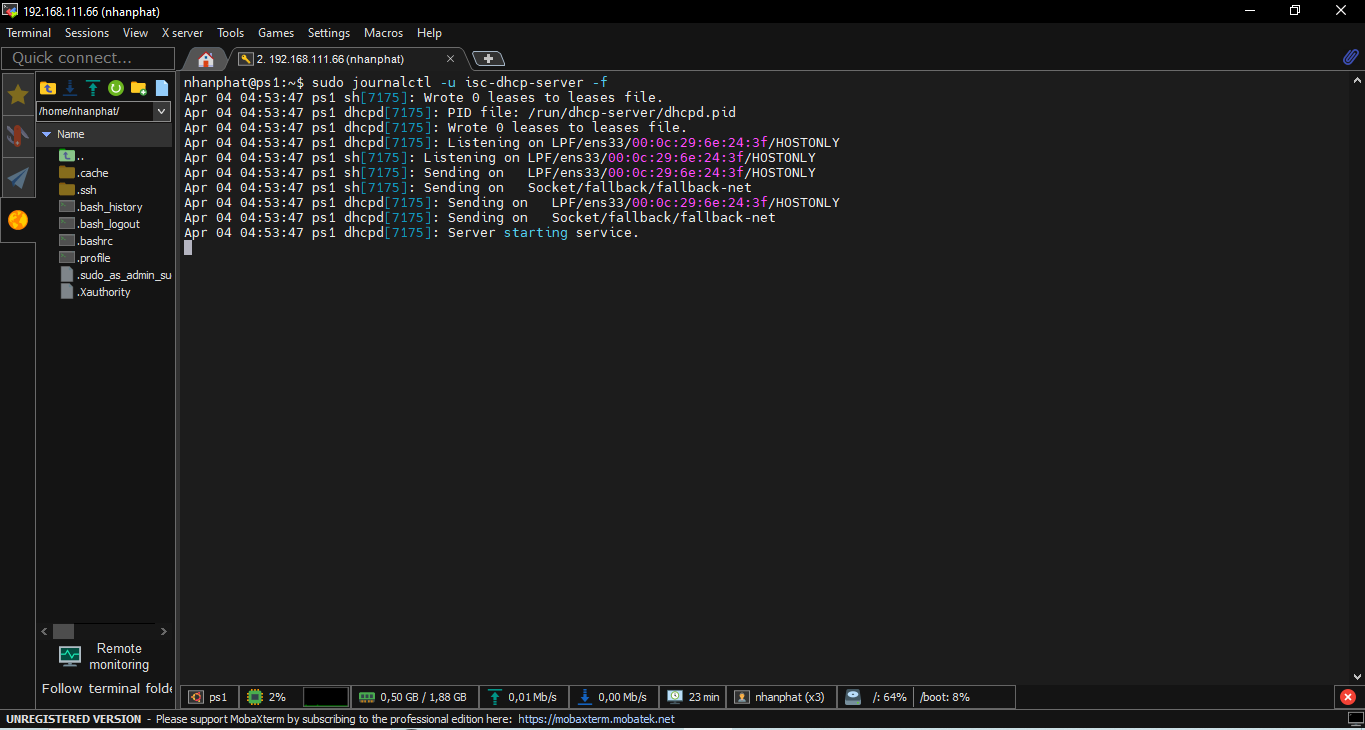 192.168.111.66 (nhanphat)
Terminal Sessions View X server Tools Games Settings Macros Help
Quick connect...
2. 192.168.111.66 (nhanphat)
/home/nhanphat/
Name
..
.cache
.ssh
.bash_history
.bash_logout
.bashrc
.profile
.sudo_as_admin_su
.Xauthority
Remote
monitoring
Follow terminal folde
nhanphat@ps1:~$ sudo journalctl -u isc-dhcp-server -f
Apr 04 04:53:47 ps1 sh[7175]: Wrote 0 leases to leases file.
Apr 04 04:53:47 ps1 dhcpd[7175]: PID file: /run/dhcp-server/dhcpd.pid
Apr 04 04:53:47 ps1 dhcpd[7175]: Wrote 0 leases to leases file.
Apr 04 04:53:47 ps1 dhcpd[7175]: Listening on LPF/ens33/00:0c:29:6e:24:3f/HOSTONLY
Apr 04 04:53:47 ps1 sh[7175]: Listening on LPF/ens33/00:0c:29:6e:24:3f/HOSTONLY
Apr 04 04:53:47 ps1 sh[7175]: Sending on   LPF/ens33/00:0c:29:6e:24:3f/HOSTONLY
Apr 04 04:53:47 ps1 sh[7175]: Sending on   Socket/fallback/fallback-net
Apr 04 04:53:47 ps1 dhcpd[7175]: Sending on   LPF/ens33/00:0c:29:6e:24:3f/HOSTONLY
Apr 04 04:53:47 ps1 dhcpd[7175]: Sending on   Socket/fallback/fallback-net
Apr 04 04:53:47 ps1 dhcpd[7175]: Server starting service.
ps1 2% 0,50 GB / 1,88 GB 0,01 Mb/s 0,00 Mb/s 23 min nhanphat (x3) /: 64% /boot: 8%
UNREGISTERED VERSION - Please support MobaXterm by subscribing to the professional edition here: https://mobaxterm.mobatek.net